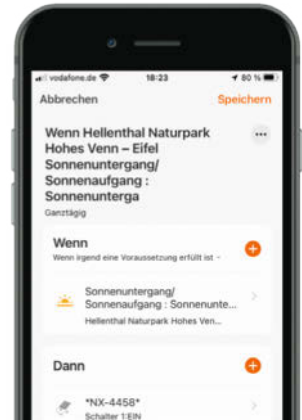 vodafone.de 18:23 80 %
Abbrechen Speichern
Wenn Hellenthal Naturpark
Hohes Venn – Eifel
Sonnenuntergang/
Sonnenaufgang :
Sonnenunterga
Ganztägig
Wenn
Wenn irgend eine Voraussetzung erfüllt ist -
Sonnenuntergang/
Sonnenaufgang : Sonnenunte...
Hellenthal Naturpark Hohes Ven...
Dann
*NX-4458*
Schalter 1:EIN